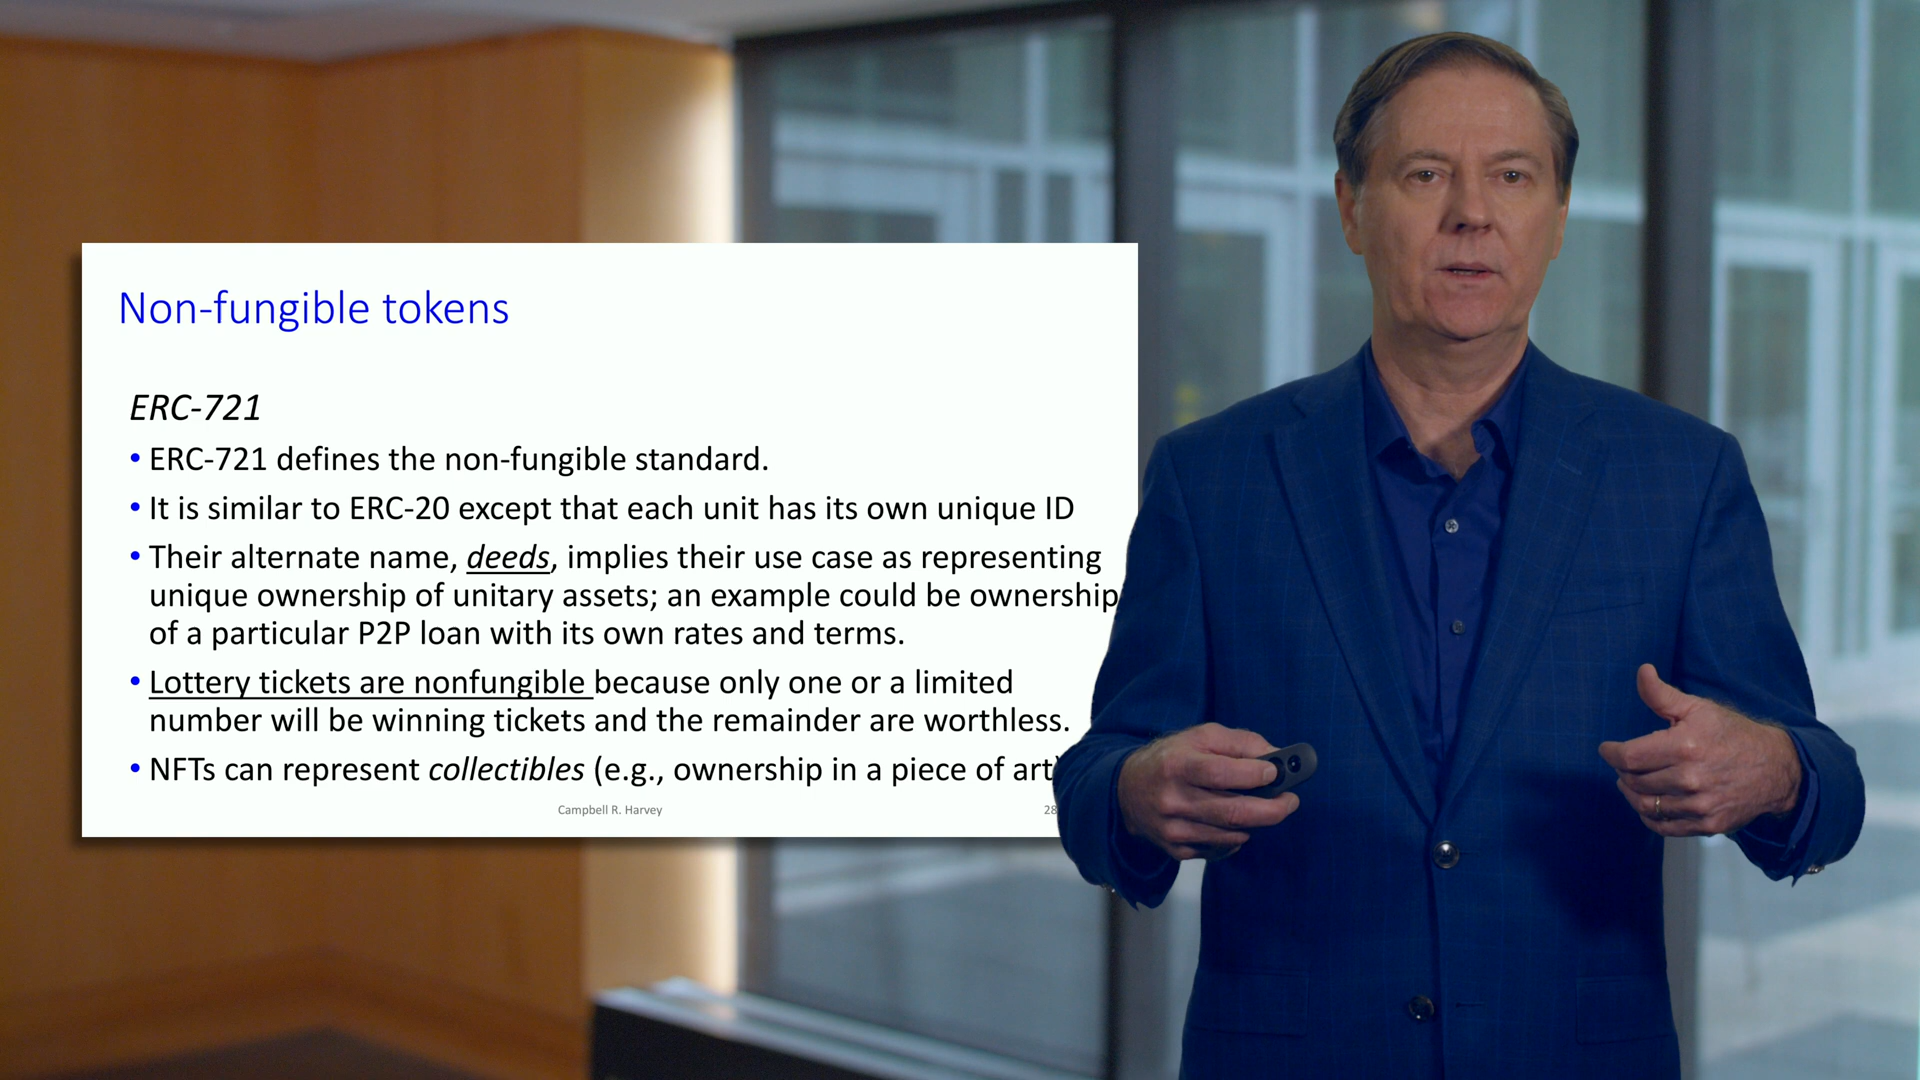 Non-fungible tokens
ERC-721
• ERC-721 defines the non-fungible standard.
• It is similar to ERC-20 except that each unit has its own unique ID
• Their alternate name, deeds, implies their use case as representing
unique ownership of unitary assets; an example could be ownership
of a particular P2P loan with its own rates and terms.
• Lottery tickets are nonfungible because only one or a limited
number will be winning tickets and the remainder are worthless.
• NFTs can represent collectibles (e.g., ownership in a piece of art)
Campbell R. Harvey
28